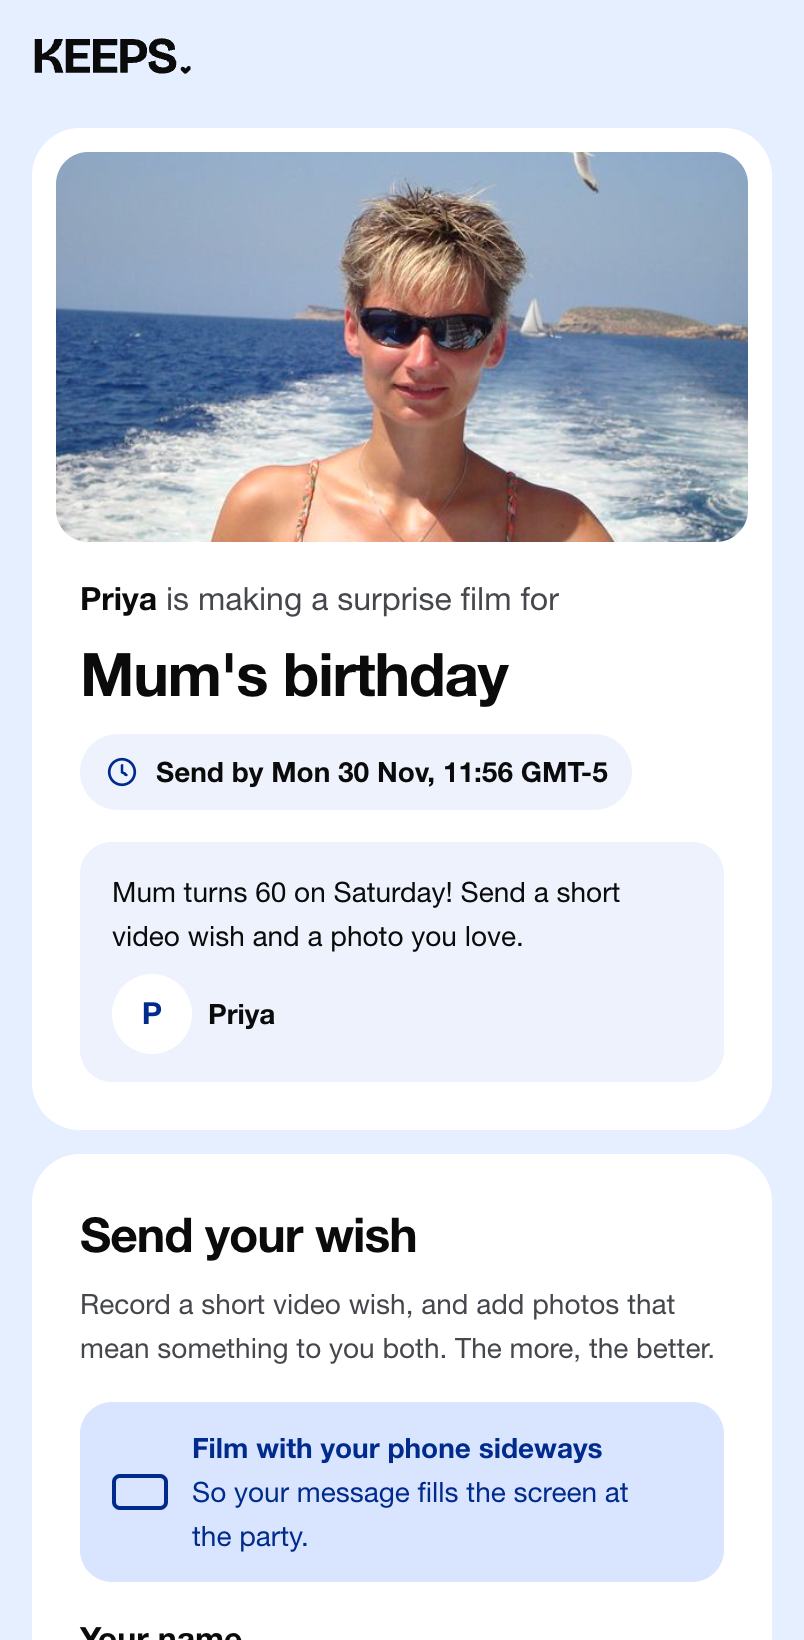 KEEPS.
Priya is making a surprise film for
Mum's birthday
Send by Mon 30 Nov, 11:56 GMT-5
Mum turns 60 on Saturday! Send a short
video wish and a photo you love.
P
Priya
Send your wish
Record a short video wish, and add photos that
mean something to you both. The more, the better.
Film with your phone sideways
So your message fills the screen at
the party.
Your name